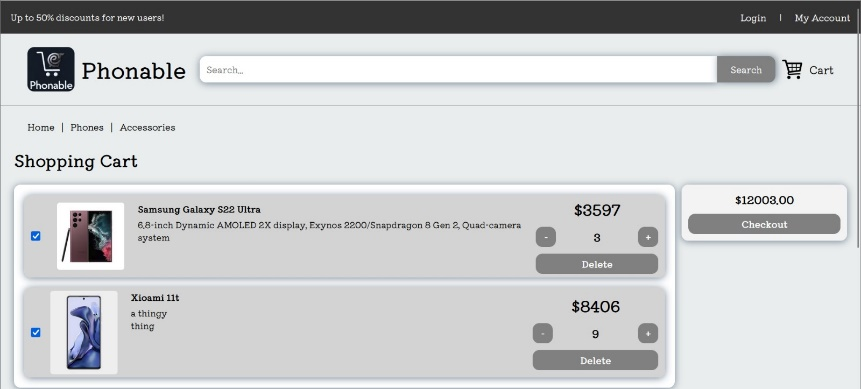 Up to 50% discounts for new users!
Login | My Account
Phonable
Phonable
Search...
Search
Cart
Home | Phones | Accessories
Shopping Cart
Samsung Galaxy S22 Ultra
6,8-inch Dynamic AMOLED 2X display, Exynos 2200/Snapdragon 8 Gen 2, Quad-camera
system
$3597
- 3 +
Delete
Xioami 11t
a thingy
thing
$8406
- 9 +
Delete
$12003,00
Checkout